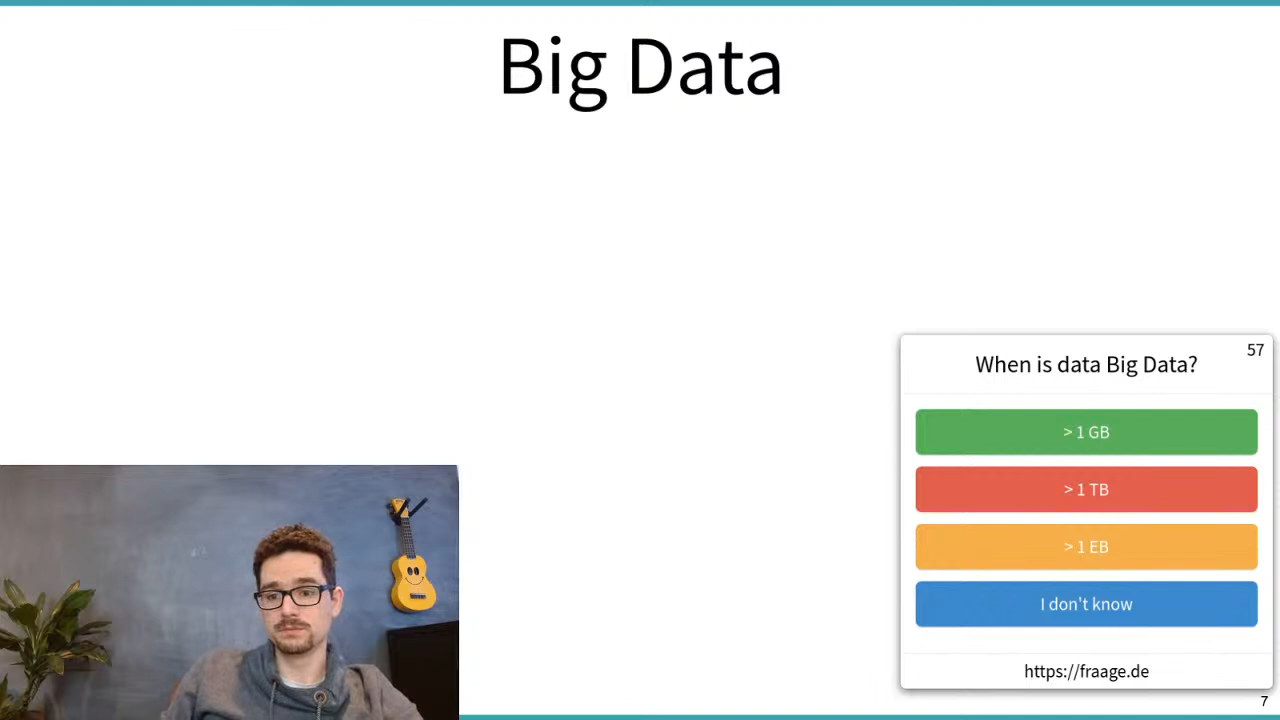 Big Data
57
When is data Big Data?
> 1 GB
> 1 TB
> 1 EB
I don't know
https://fraage.de
7